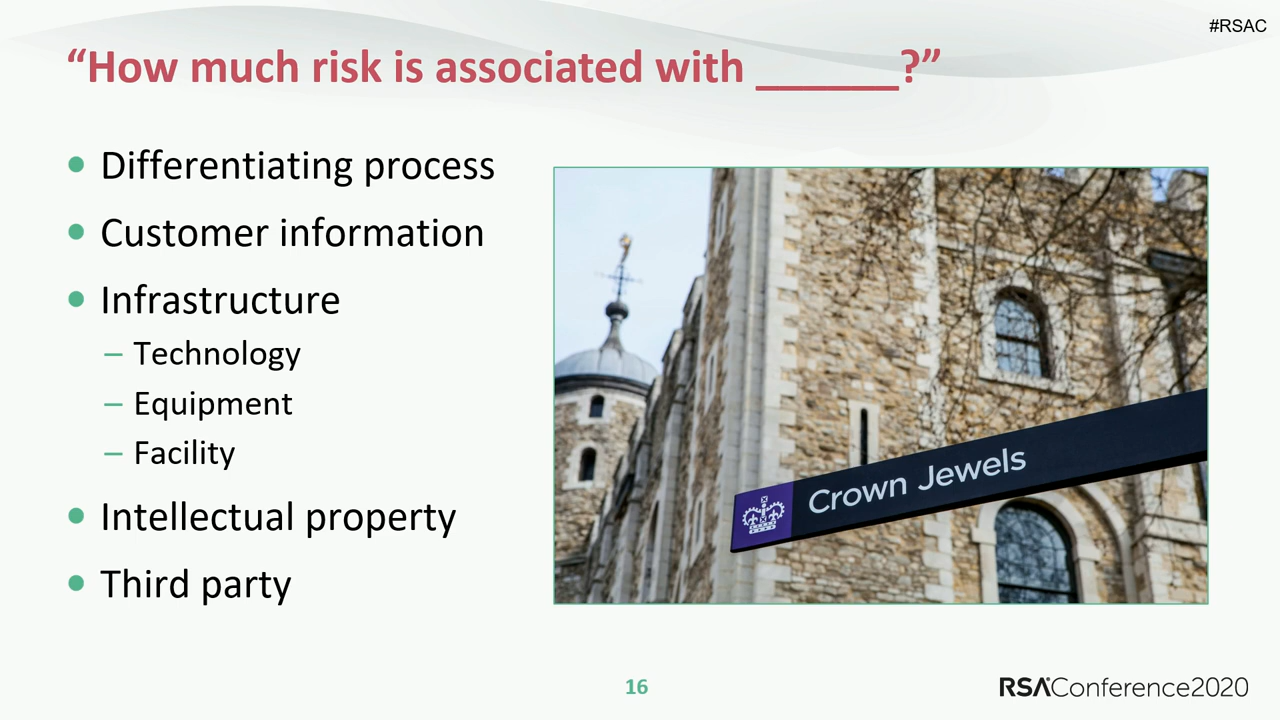 #RSAC
“How much risk is associated with ______?”
• Differentiating process
• Customer information
• Infrastructure
– Technology
– Equipment
– Facility
• Intellectual property
• Third party
Crown Jewels
16
RSAConference2020